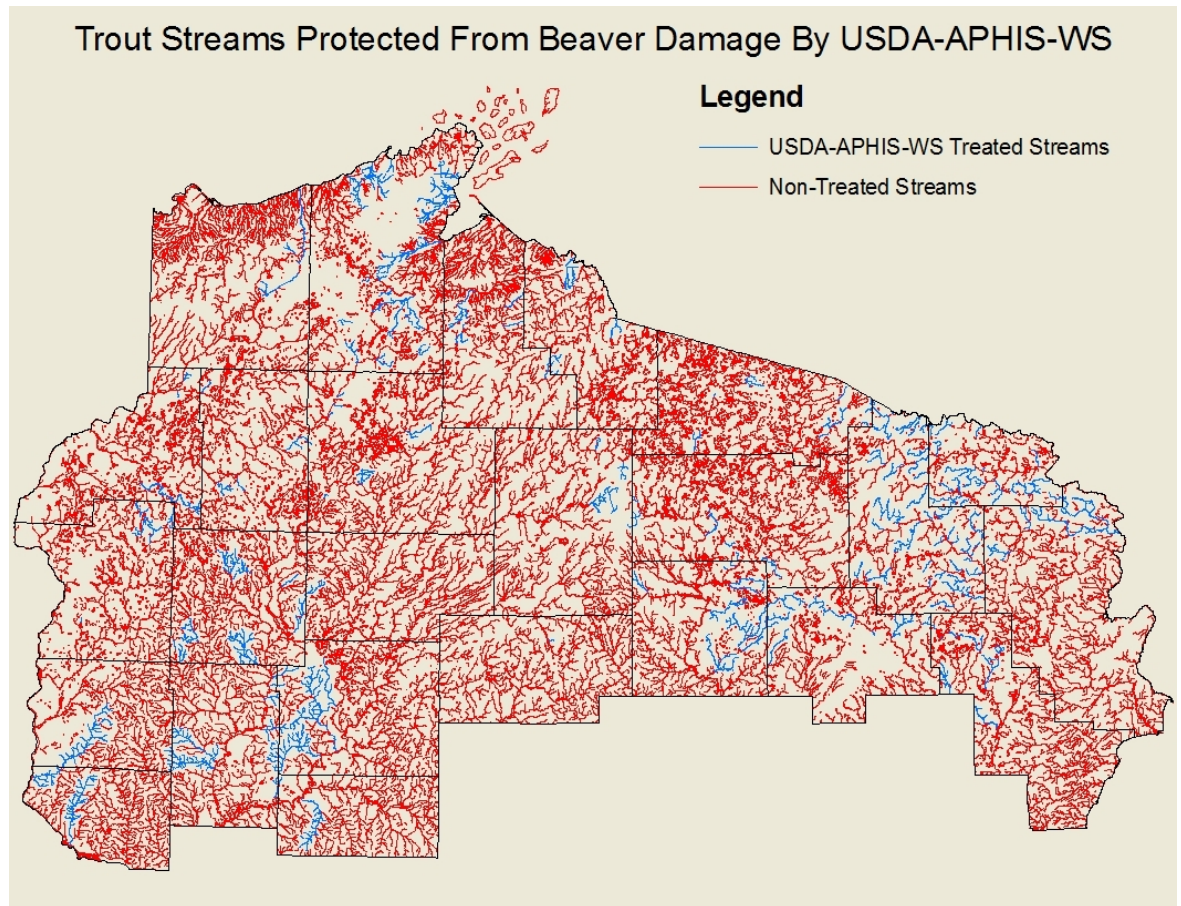 Trout Streams Protected From Beaver Damage By USDA-APHIS-WS
Legend
USDA-APHIS-WS Treated Streams
Non-Treated Streams